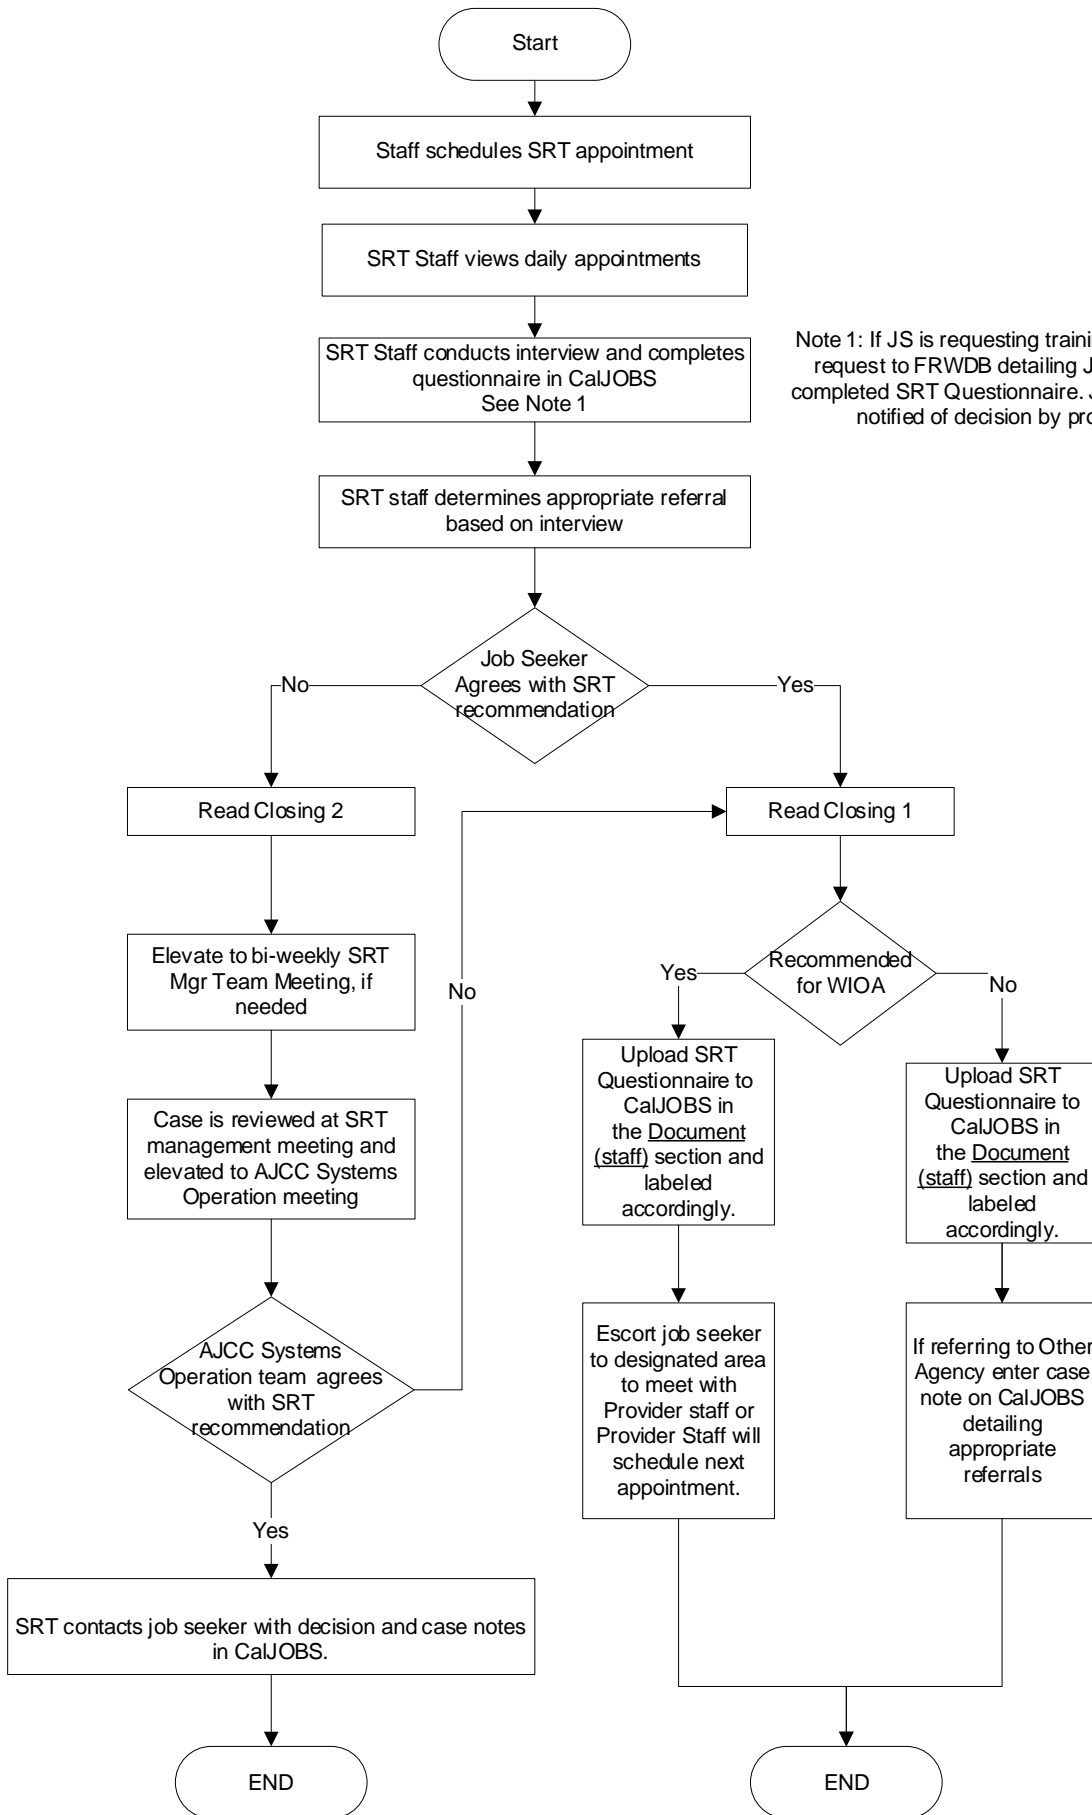 Start
Staff schedules SRT appointment
SRT Staff views daily appointments
SRT Staff conducts interview and completes
questionnaire in CalJOBS
See Note 1
Note 1: If JS is requesting
request to FRWDB detailing
completed SRT Questionnaire.
notified of decision by
SRT staff determines appropriate referral
based on interview
Job Seeker
Agrees with SRT
recommendation
No
Yes
Read Closing 2
Read Closing 1
Elevate to bi-weekly SRT
Mgr Team Meeting, if
needed
No
Recommended
for WIOA
Yes
No
Case is reviewed at SRT
management meeting and
elevated to AJCC Systems
Operation meeting
Upload SRT
Questionnaire to
CalJOBS in
the Document
(staff) section and
labeled
accordingly.
Upload SRT
Questionnaire to
CalJOBS in
the Document
(staff) section and
labeled
accordingly.
AJCC Systems
Operation team agrees
with SRT
recommendation
Escort job seeker
to designated area
to meet with
Provider staff or
Provider Staff will
schedule next
appointment.
If referring to Other
Agency enter case
note on CalJOBS
detailing
appropriate
referrals
Yes
SRT contacts job seeker with decision and case notes
in CalJOBS.
END
END